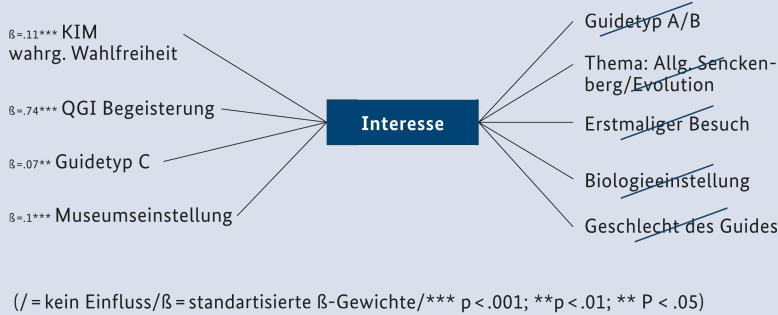 ß=.11*** KIM
wahrg. Wahlfreiheit
ß=.74*** QGI Begeisterung
ß=.07** Guidetyp C
ß=.1*** Museumseinstellung
Interesse
Guidetyp A/B
Thema: Allg. Sencken-
berg/Evolution
Erstmaliger Besuch
Biologieeinstellung
Geschlecht des Guides
(/ = kein Einfluss/ß = standartisierte ß-Gewichte/*** p <.001; **p <.01; ** P < .05)